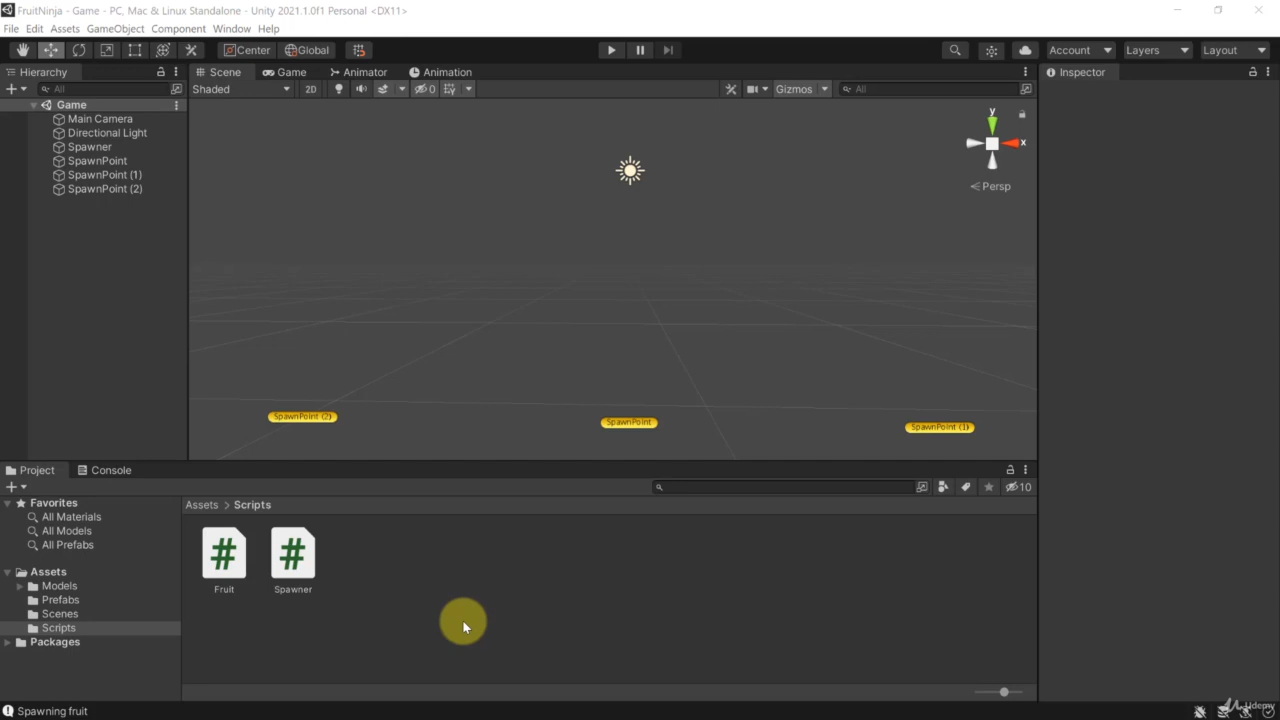 FruitNinja - Game - PC, Mac & Linux Standalone - Unity 2021.1.0f1 Personal <DX11>
File Edit Assets GameObject Component Window Help
Center Global Account Layers Layout
Hierarchy Scene Game Animator Animation Inspector
All Shaded 2D 0 Gizmos All
Game
Main Camera
Directional Light
Spawner
SpawnPoint
SpawnPoint (1)
SpawnPoint (2)
y
x
Persp
SpawnPoint (2) SpawnPoint SpawnPoint (1)
Project Console
10
Favorites
All Materials
All Models
All Prefabs
Assets
Models
Prefabs
Scenes
Scripts
Packages
Assets > Scripts
#
#
Fruit Spawner
Spawning fruit
Udemy